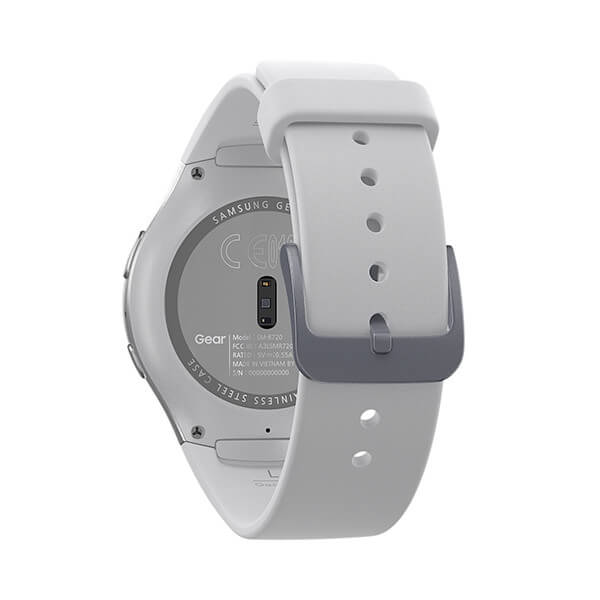 SAMSUNG GE
CE
Gear
Model : SM-R720
FCC ID : A3LSMR720
RATED : 5V 0.55A
MADE IN VIETNAM BY
S/N : 00000000000
STEEL CASE